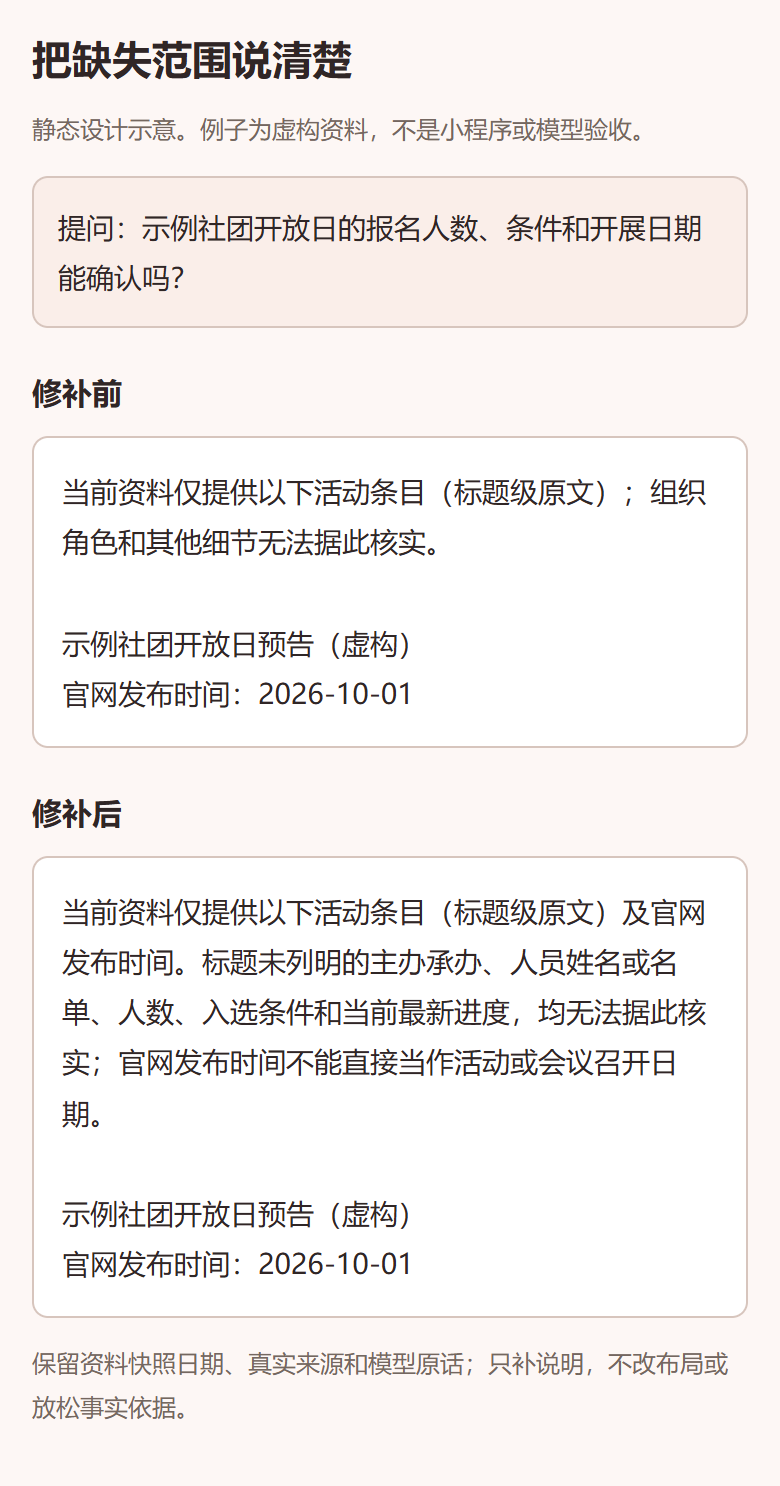 把缺失范围说清楚
静态设计示意。例子为虚构资料，不是小程序或模型验收。
提问：示例社团开放日的报名人数、条件和开展日期
能确认吗？
修补前
当前资料仅提供以下活动条目（标题级原文）；组织
角色和其他细节无法据此核实。
示例社团开放日预告（虚构）
官网发布时间：2026-10-01
修补后
当前资料仅提供以下活动条目（标题级原文）及官网
发布时间。标题未列明的主办承办、人员姓名或名
单、人数、入选条件和当前最新进度，均无法据此核
实；官网发布时间不能直接当作活动或会议召开日
期。
示例社团开放日预告（虚构）
官网发布时间：2026-10-01
保留资料快照日期、真实来源和模型原话；只补说明，不改布局或
放松事实依据。